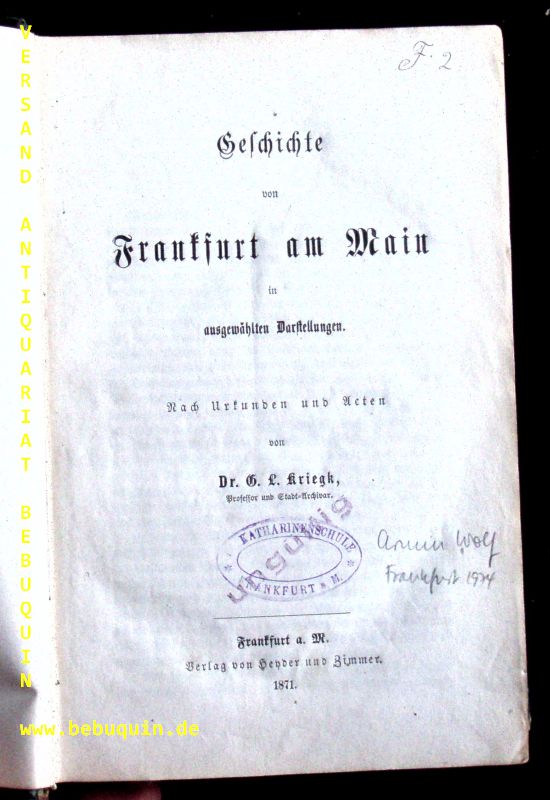 F. 2
Geschichte
von
Frankfurt am Main
in
ausgewählten Darstellungen.
Nach Urkunden und Acten
von
Dr. G. L. Kriegk,
Professor und Stadt-Archivar.
ungültig
KATHARINENSCHULE
FRANKFURT a. M.
Armin Wolf
Frankfurt 1974
Frankfurt a. M.
Verlag von Heyder und Zimmer.
1871.
VERSAND ANTIQUARIAT BEBUQUIN
www.bebuquin.de